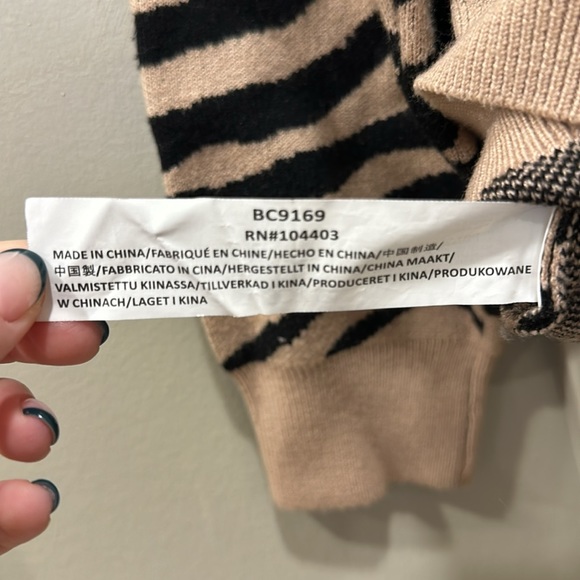 BC9169
RN#104403
MADE IN CHINA/FABRIQUÉ EN CHINE/HECHO EN CHINA/中国制造/
中国製/FABBRICATO IN CINA/HERGESTELLT IN CHINA/CHINA MAAKT/
VALMISTETTU KIINASSA/TILLVERKAD I KINA/PRODUCERET I KINA/PRODUKOWANE
W CHINACH/LAGET I KINA